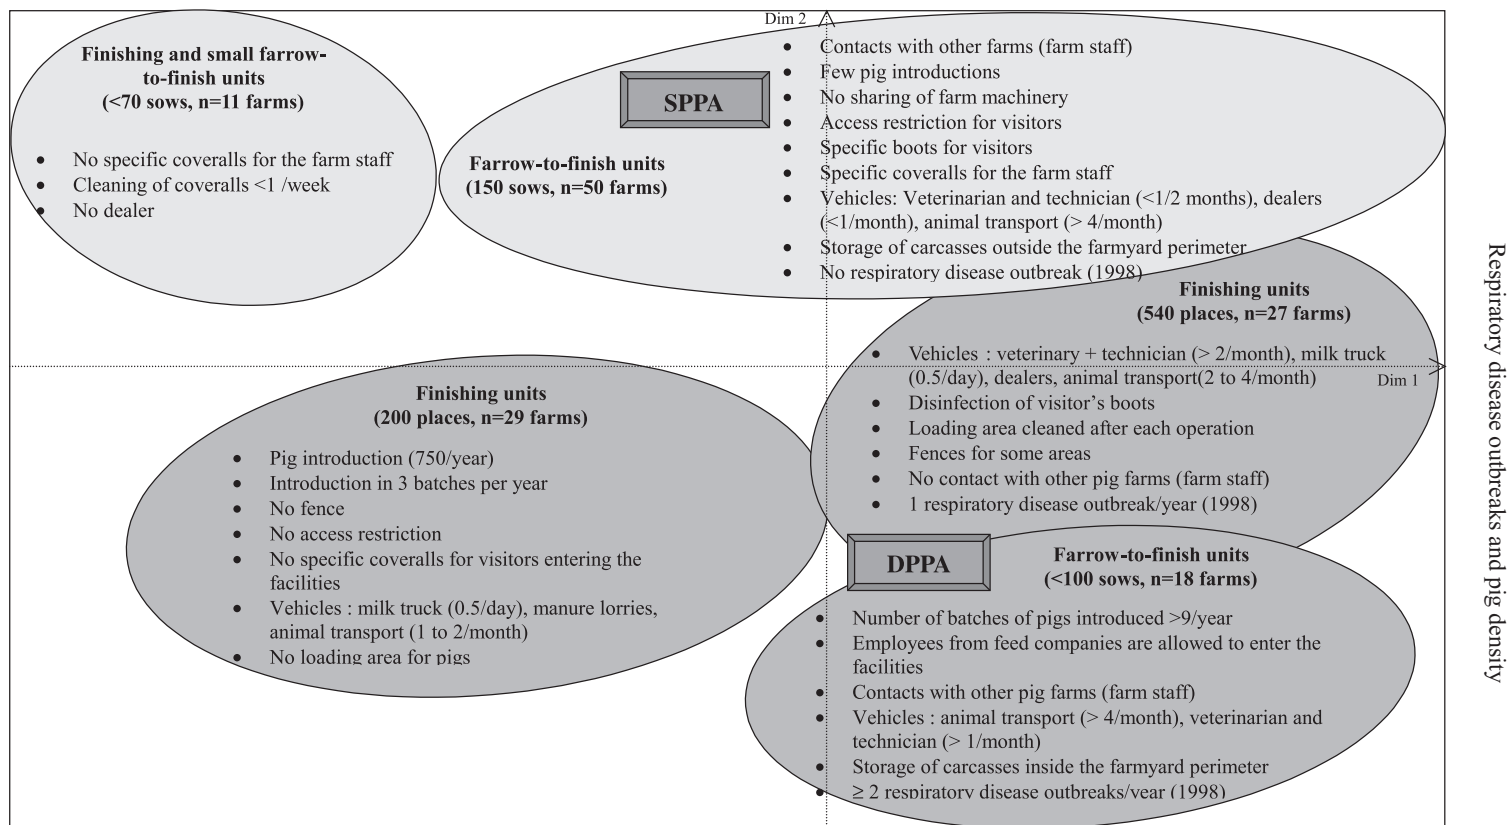 Dim 2
Finishing and small farrow-
to-finish units
(<70 sows, n=11 farms)
• No specific coveralls for the farm staff
• Cleaning of coveralls <1 /week
• No dealer
SPPA
Farrow-to-finish units
(150 sows, n=50 farms)
• Contacts with other farms (farm staff)
• Few pig introductions
• No sharing of farm machinery
• Access restriction for visitors
• Specific boots for visitors
• Specific coveralls for the farm staff
• Vehicles: Veterinarian and technician (<1/2 months), dealers
(<1/month), animal transport (> 4/month)
• Storage of carcasses outside the farmyard perimeter
• No respiratory disease outbreak (1998)
Finishing units
(540 places, n=27 farms)
• Vehicles : veterinary + technician (> 2/month), milk truck
(0.5/day), dealers, animal transport(2 to 4/month)
• Disinfection of visitor's boots
• Loading area cleaned after each operation
• Fences for some areas
• No contact with other pig farms (farm staff)
• 1 respiratory disease outbreak/year (1998)
Dim 1
Finishing units
(200 places, n=29 farms)
• Pig introduction (750/year)
• Introduction in 3 batches per year
• No fence
• No access restriction
• No specific coveralls for visitors entering the
facilities
• Vehicles : milk truck (0.5/day), manure lorries,
animal transport (1 to 2/month)
• No loading area for pigs
DPPA
Farrow-to-finish units
(<100 sows, n=18 farms)
• Number of batches of pigs introduced >9/year
• Employees from feed companies are allowed to enter the
facilities
• Contacts with other pig farms (farm staff)
• Vehicles : animal transport (> 4/month), veterinarian and
technician (> 1/month)
• Storage of carcasses inside the farmyard perimeter
• ≥ 2 respiratory disease outbreaks/year (1998)
Respiratory disease outbreaks and pig density